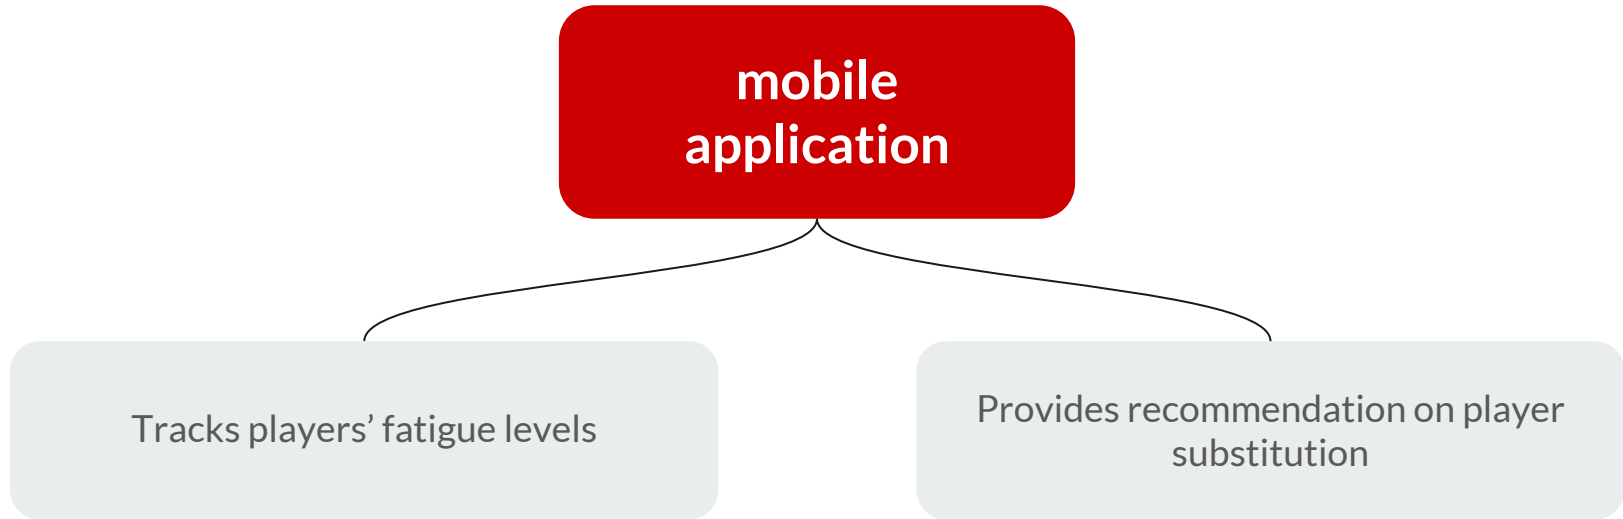 mobile
application
Tracks players’ fatigue levels
Provides recommendation on player
substitution